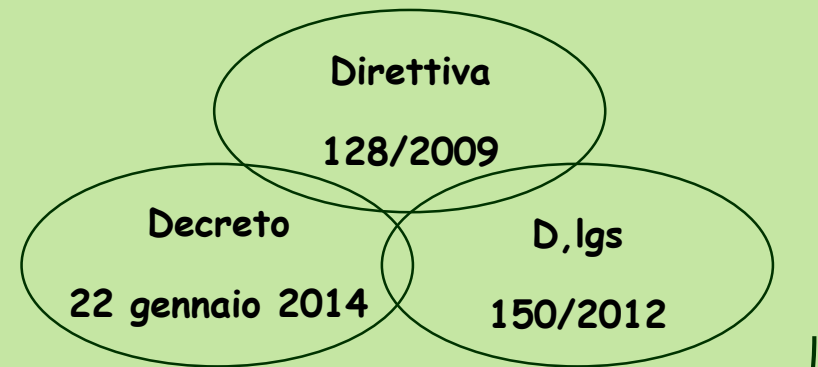 Direttiva
128/2009
Decreto
22 gennaio 2014
D,lgs
150/2012